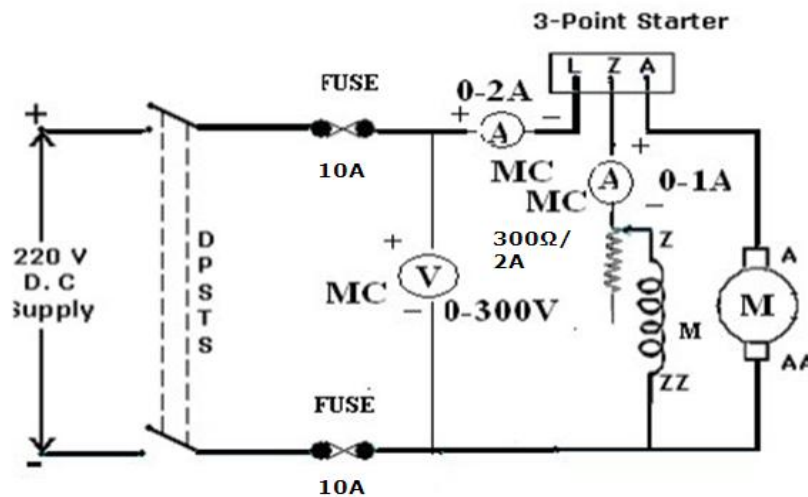 3-Point Starter
L Z A
FUSE
0-2A
+
+ −
A
10A
MC
+
MC
A
0-1A
−
220 V
D.C
Supply
DPSTS
+
300Ω/
2A
Z
A
MC
V
M
− 0-300V
M
ZZ
AA
FUSE
-
10A